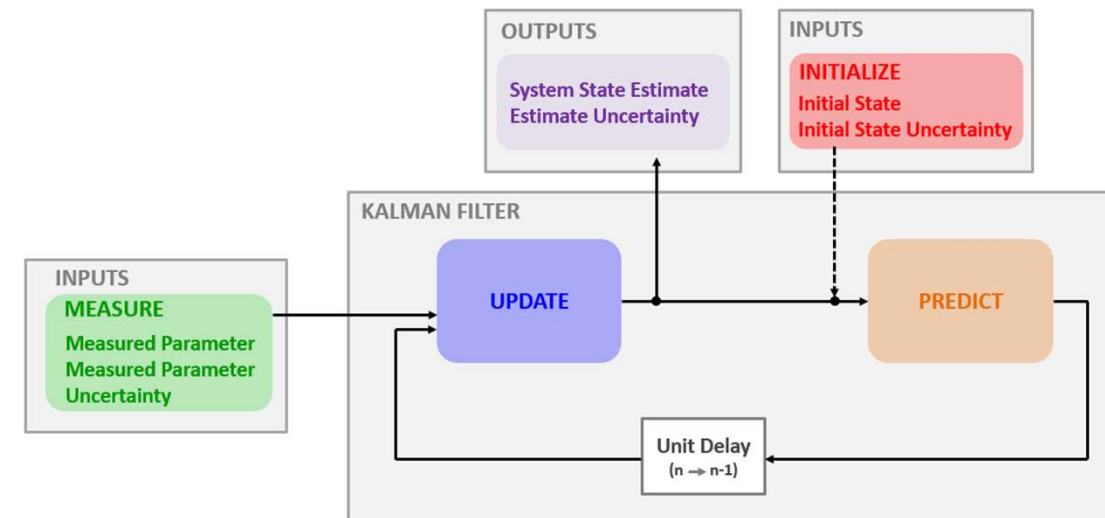 OUTPUTS
System State Estimate
Estimate Uncertainty
INPUTS
INITIALIZE
Initial State
Initial State Uncertainty
KALMAN FILTER
INPUTS
MEASURE
Measured Parameter
Measured Parameter
Uncertainty
UPDATE
PREDICT
Unit Delay
(n → n-1)